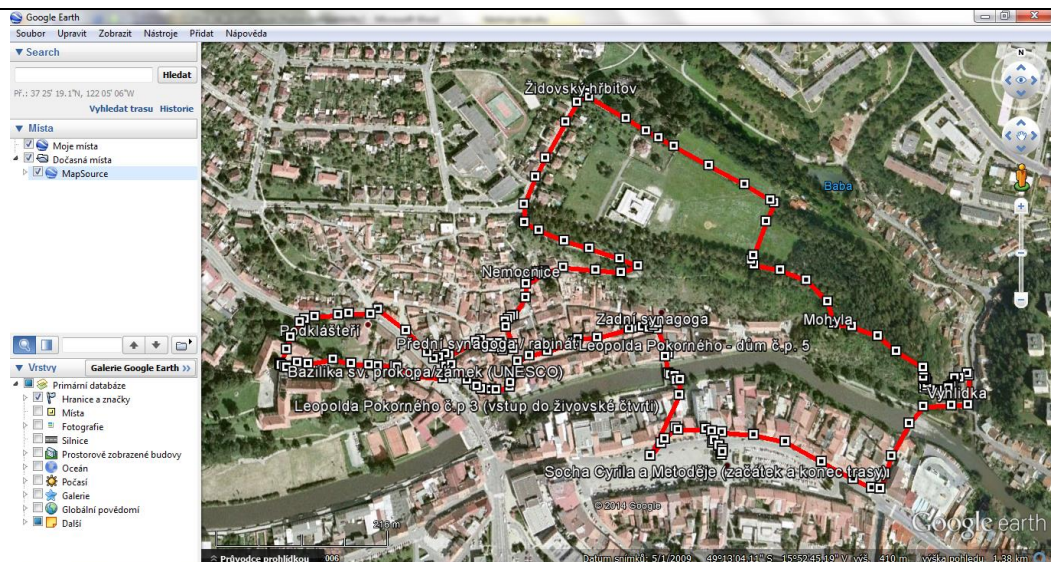 Google Earth
Soubor Upravit Zobrazit Nástroje Přidat Nápověda
Search
Hledat
Př.: 37 25' 19.1"N, 122 05' 06"W
Vyhledat trasu Historie
Místa
Moje místa
Dočasná místa
MapSource
Vrstvy
Galerie Google Earth >>
Primární databáze
Hranice a značky
Místa
Fotografie
Silnice
Prostorově zobrazené budovy
Oceán
Počasí
Galerie
Globální povědomí
Další
N
Židovský hřbitov
Baba
Nemocnice
Mohyla
Zadní synagoga
Podklášteří
Přední synagoga / rabinát
Leopolda Pokorného - dům č.p. 5
Bazilika sv. prokopa/zámek (UNESCO)
Vyhlídka
Leopolda Pokorného č.p 3 (vstup do živovské čtvrti)
Socha Cyrila a Metoděje (začátek a konec trasy)
© 2014 Google
Google earth
Průvodce prohlídkou
Datum snímků: 5/1/2009 49°13'04.11" S 15°52'45.19" V výš. 410 m výška pohledu 1.38 km